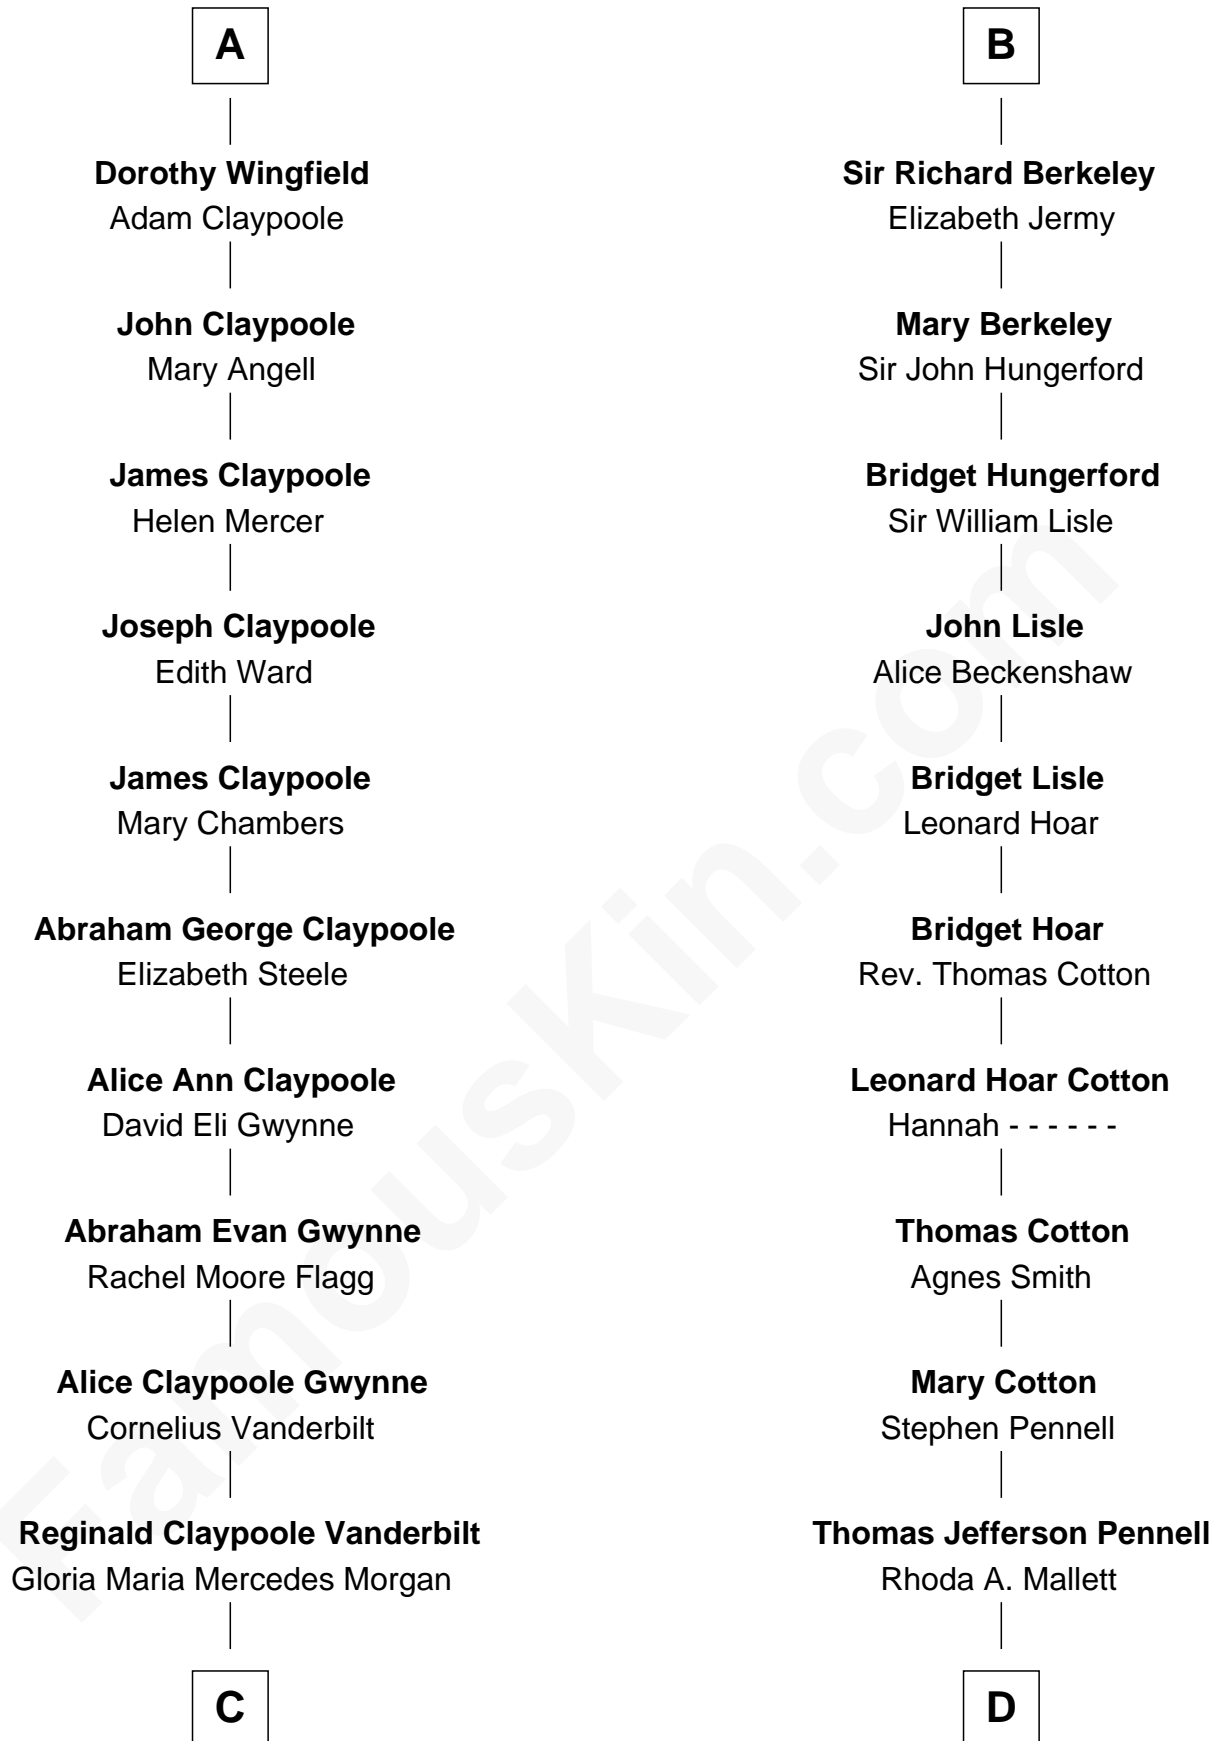 A
Dorothy Wingfield
Adam Claypoole
John Claypoole
Mary Angell
James Claypoole
Helen Mercer
Joseph Claypoole
Edith Ward
James Claypoole
Mary Chambers
Abraham George Claypoole
Elizabeth Steele
Alice Ann Claypoole
David Eli Gwynne
Abraham Evan Gwynne
Rachel Moore Flagg
Alice Claypoole Gwynne
Cornelius Vanderbilt
Reginald Claypoole Vanderbilt
Gloria Maria Mercedes Morgan
C
B
Sir Richard Berkeley
Elizabeth Jermy
Mary Berkeley
Sir John Hungerford
Bridget Hungerford
Sir William Lisle
John Lisle
Alice Beckenshaw
Bridget Lisle
Leonard Hoar
Bridget Hoar
Rev. Thomas Cotton
Leonard Hoar Cotton
Hannah - - - - - -
Thomas Cotton
Agnes Smith
Mary Cotton
Stephen Pennell
Thomas Jefferson Pennell
Rhoda A. Mallett
D
FamousKin.com